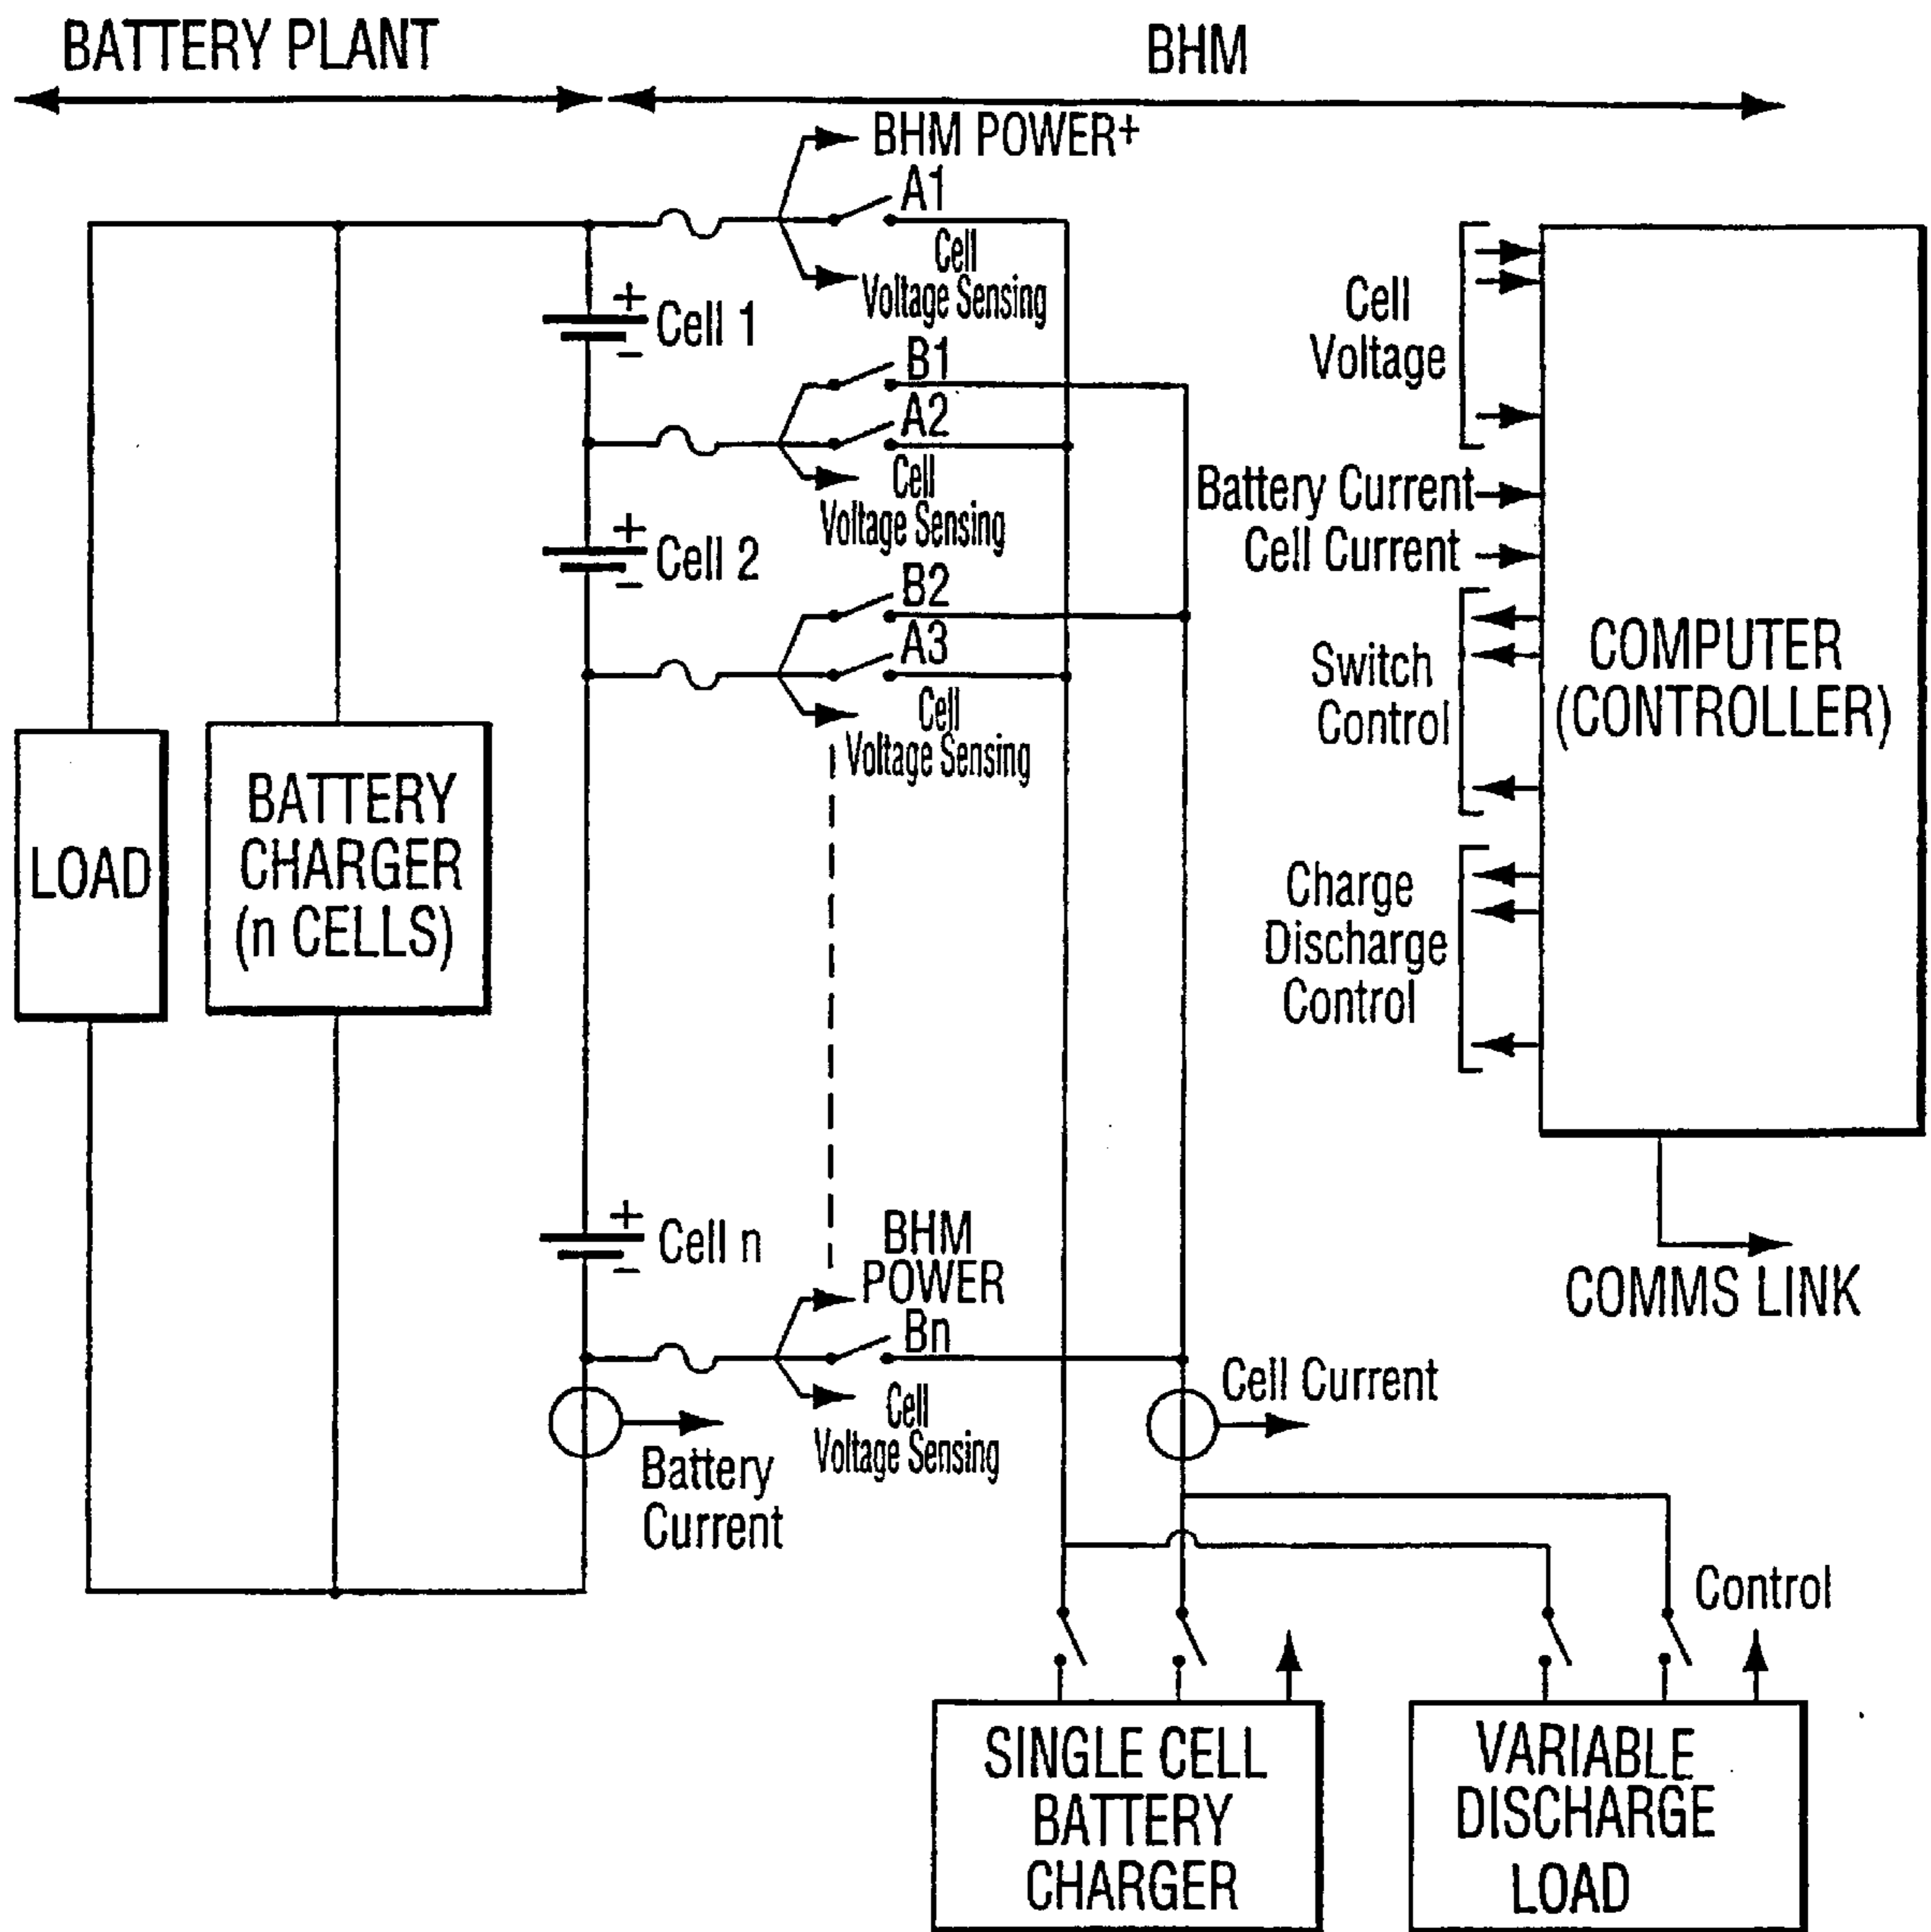 BATTERY PLANT
BHM
BHM POWER+
A1
Cell
Voltage Sensing
+
Cell 1
−
B1
A2
Cell
Voltage Sensing
+
Cell 2
−
B2
A3
Cell
Voltage Sensing
LOAD
BATTERY
CHARGER
(n CELLS)
+
Cell n
−
BHM
POWER
Bn
Cell
Voltage Sensing
Battery
Current
Cell Current
Cell
Voltage
Battery Current
Cell Current
Switch
Control
Charge
Discharge
Control
COMPUTER
(CONTROLLER)
COMMS LINK
Control
SINGLE CELL
BATTERY
CHARGER
VARIABLE
DISCHARGE
LOAD